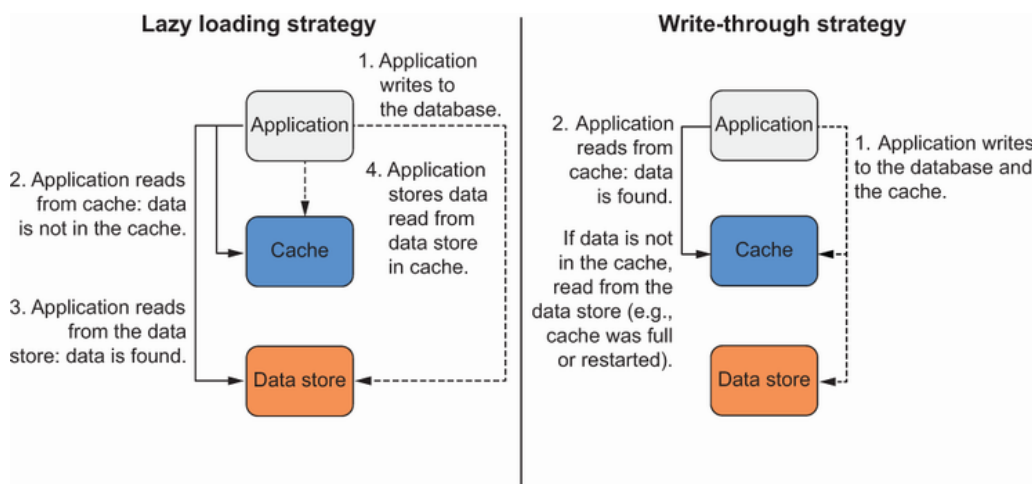 Lazy loading strategy
1. Application
writes to
the database.
Application
2. Application reads
from cache: data
is not in the cache.
4. Application
stores data
read from
data store
in cache.
Cache
3. Application reads
from the data
store: data is found.
Data store
Write-through strategy
Application
2. Application
reads from
cache: data
is found.
1. Application writes
to the database and
the cache.
Cache
If data is not
in the cache,
read from the
data store (e.g.,
cache was full
or restarted).
Data store